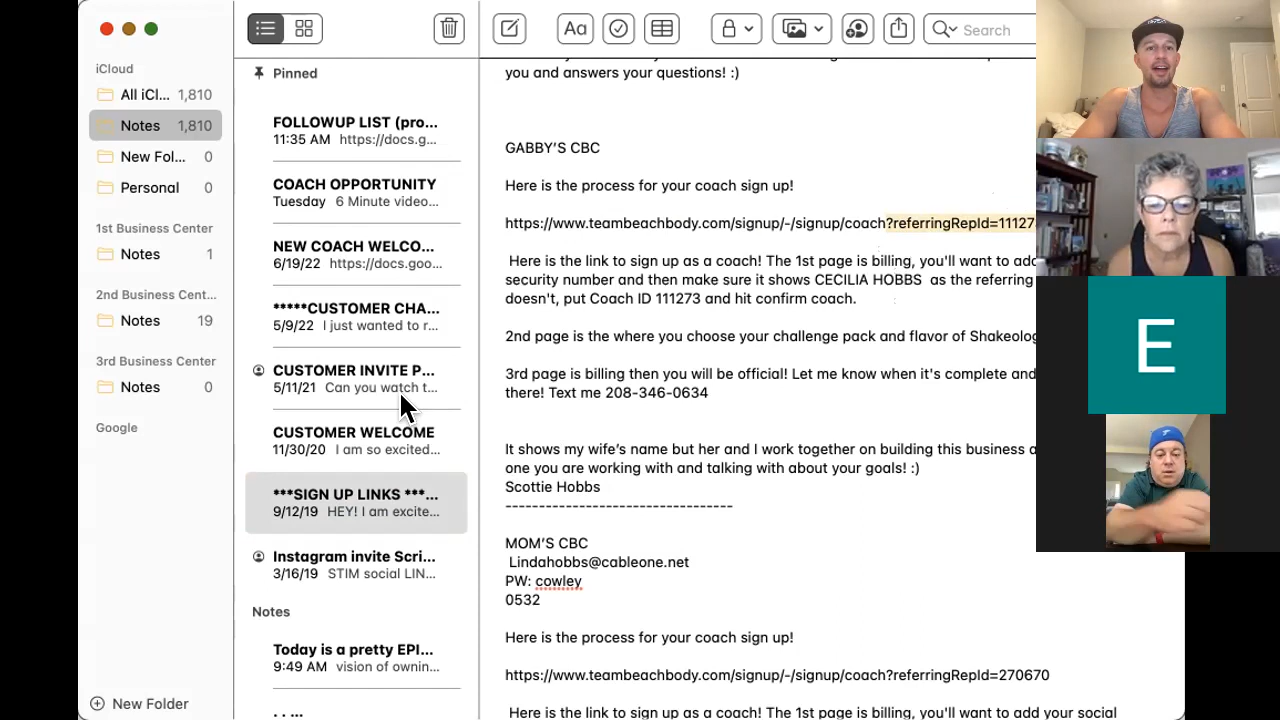 iCloud
All iCl... 1,810
Notes 1,810
New Fol... 0
Personal 0
1st Business Center
Notes 1
2nd Business Cent...
Notes 19
3rd Business Center
Notes 0
Google
New Folder
Pinned
FOLLOWUP LIST (pro...
11:35 AM https://docs.g...
COACH OPPORTUNITY
Tuesday 6 Minute video...
NEW COACH WELCO...
6/19/22 https://docs.goo...
*****CUSTOMER CHA...
5/9/22 I just wanted to r...
CUSTOMER INVITE P...
5/11/21 Can you watch t...
CUSTOMER WELCOME
11/30/20 I am so excited...
***SIGN UP LINKS ***...
9/12/19 HEY! I am excite...
Instagram invite Scri...
3/16/19 STIM social LIN...
Notes
Today is a pretty EPI...
9:49 AM vision of ownin...
Aa
Search
you and answers your questions! :)
GABBY'S CBC
Here is the process for your coach sign up!
https://www.teambeachbody.com/signup/-/signup/coach?referringRepId=111273
Here is the link to sign up as a coach! The 1st page is billing, you'll want to add
security number and then make sure it shows CECILIA HOBBS as the referring
doesn't, put Coach ID 111273 and hit confirm coach.
2nd page is the where you choose your challenge pack and flavor of Shakeolo
3rd page is billing then you will be official! Let me know when it's complete and
there! Text me 208-346-0634
It shows my wife's name but her and I work together on building this business a
one you are working with and talking with about your goals! :)
Scottie Hobbs
----------------------------------
MOM'S CBC
Lindahobbs@cableone.net
PW: cowley
0532
Here is the process for your coach sign up!
https://www.teambeachbody.com/signup/-/signup/coach?referringRepId=270670
Here is the link to sign up as a coach! The 1st page is billing, you'll want to add your social
E